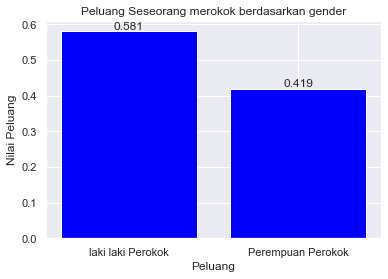 Peluang Seseorang merokok berdasarkan gender
0.6
0.5
0.4
0.3
0.2
0.1
0.0
Nilai Peluang
0.581
0.419
laki laki Perokok
Perempuan Perokok
Peluang